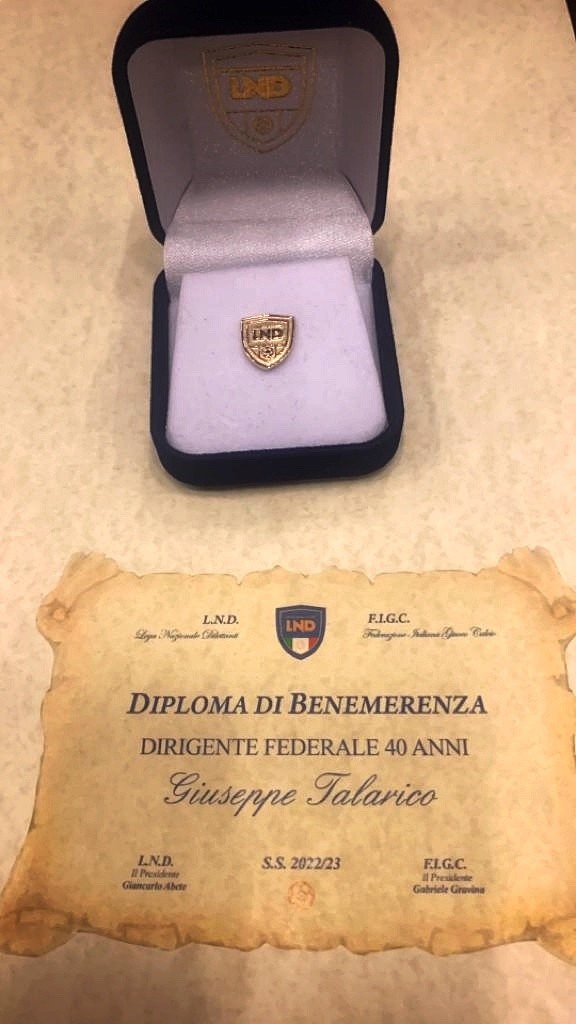 LND
LND
L.N.D.
Lega Nazionale Dilettanti
LND
F.I.G.C.
Federazione Italiana Giuoco Calcio
DIPLOMA DI BENEMERENZA
DIRIGENTE FEDERALE 40 ANNI
Giuseppe Talarico
L.N.D.
Il Presidente
Giancarlo Abete
S.S. 2022/23
F.I.G.C.
Il Presidente
Gabriele Gravina